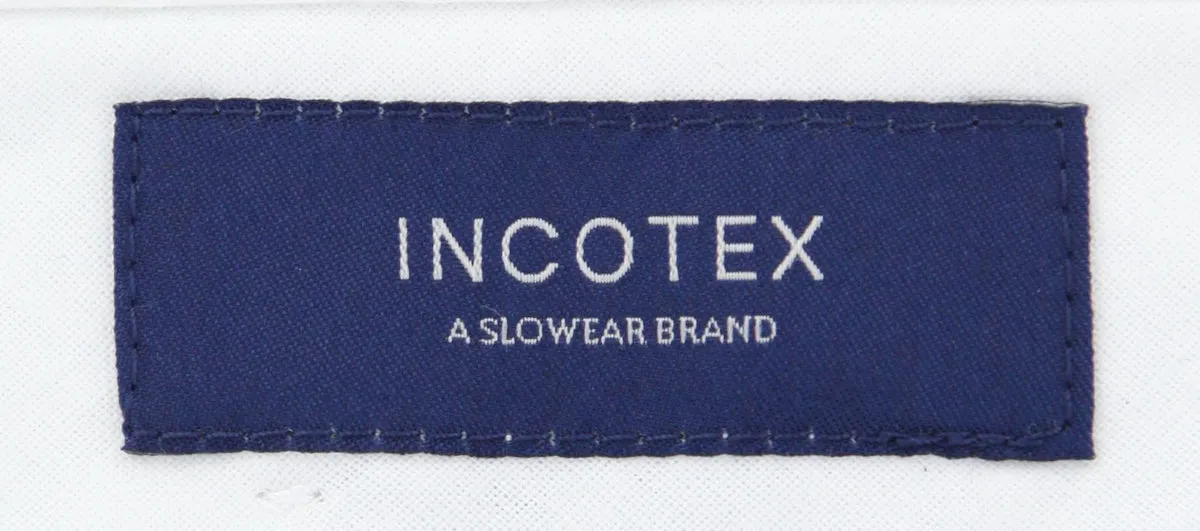 INCOTEX
A SLOWEAR BRAND